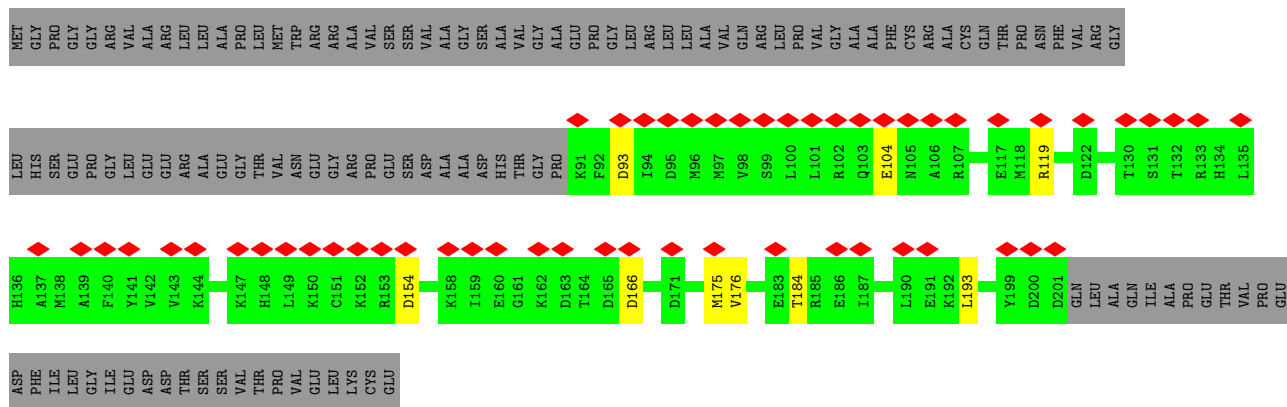 MET GLY PRO GLY GLY ARG VAL ALA ARG LEU LEU ALA PRO LEU MET TRP ARG ARG ALA VAL SER SER VAL ALA GLY SER ALA VAL GLY ALA GLU PRO GLY LEU ARG LEU LEU ALA VAL GLN ARG LEU PRO VAL GLY ALA ALA PHE CYS ARG ALA CYS GLN THR PRO ASN PHE VAL ARG GLY
LEU HIS SER GLU PRO GLY LEU GLU GLU ARG ALA GLU GLY THR VAL ASN GLU GLY ARG PRO GLU SER ASP ALA ALA ASP HIS THR GLY PRO K91 F92 D93 I94 D95 M96 M97 V98 S99 L100 L101 R102 Q103 E104 N105 A106 R107 E117 M118 R119 D122 T130 S131 T132 R133 H134 L135
H136 A137 M138 A139 F140 Y141 V142 V143 K144 K147 H148 L149 K150 C151 K152 R153 D154 K158 I159 E160 G161 K162 D163 T164 D165 D166 D171 M175 V176 E183 T184 R185 E186 I187 L190 E191 K192 L193 Y199 D200 D201 GLN LEU ALA GLN ILE ALA PRO GLU THR VAL PRO GLU
ASP PHE ILE LEU GLY ILE GLU ASP ASP THR SER SER VAL THR PRO VAL GLU LEU LYS CYS GLU